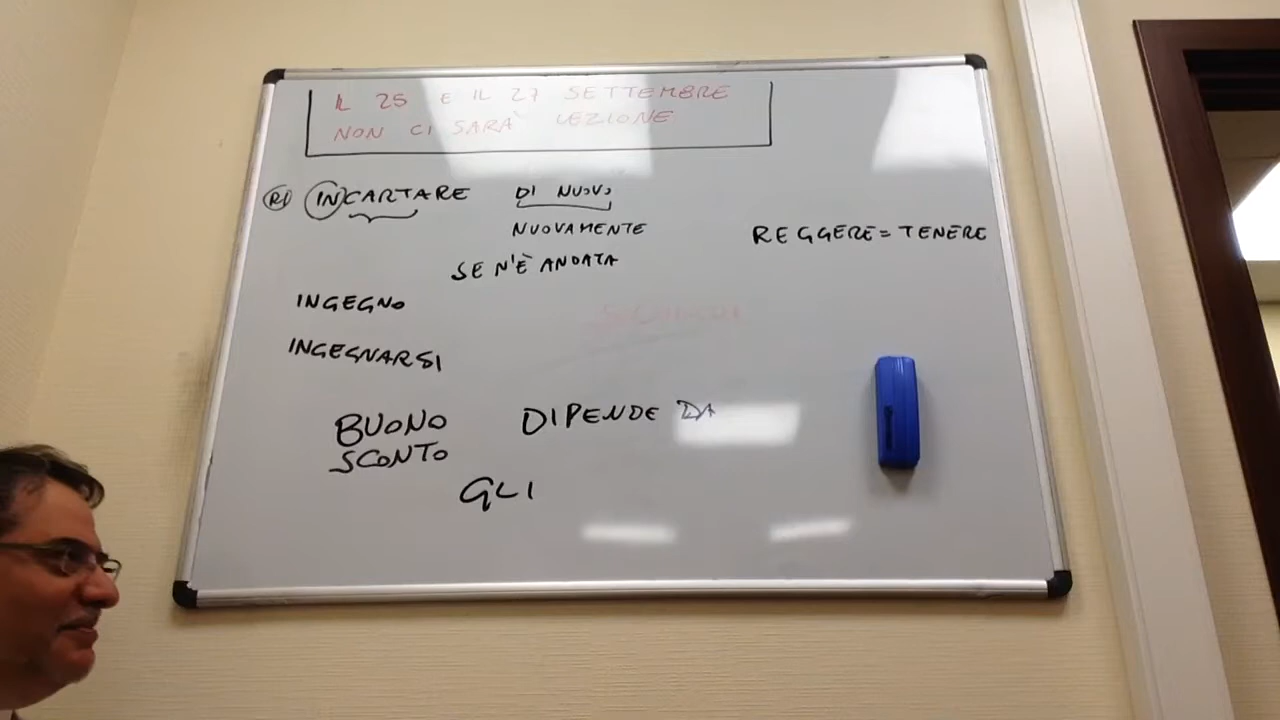 IL 25 E IL 27 SETTEMBRE
NON CI SARÀ LEZIONE
RI INCARTARE DI NUOVO
NUOVAMENTE
REGGERE = TENERE
SE N'È ANDATA
INGEGNO
INGEGNARSI
BUONO DIPENDE DA
SCONTO
GLI